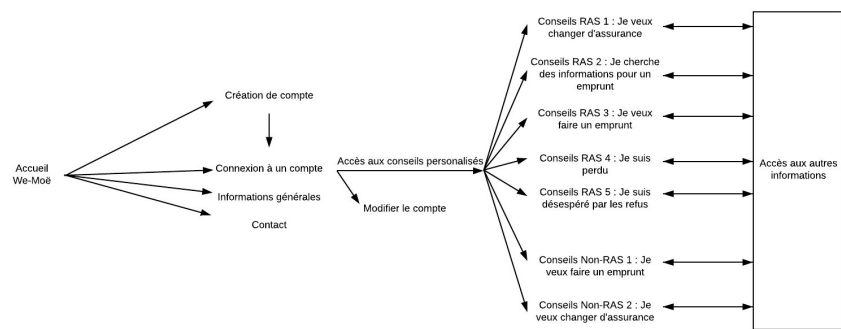 Accueil
We-Moë
Création de compte
Connexion à un compte
Informations générales
Contact
Accès aux conseils personalisés
Modifier le compte
Conseils RAS 1 : Je veux
changer d'assurance
Conseils RAS 2 : Je cherche
des informations pour un
emprunt
Conseils RAS 3 : Je veux
faire un emprunt
Conseils RAS 4 : Je suis
perdu
Conseils RAS 5 : Je suis
désespéré par les refus
Conseils Non-RAS 1 : Je
veux faire un emprunt
Conseils Non-RAS 2 : Je
veux changer d'assurance
Accès aux autres
informations